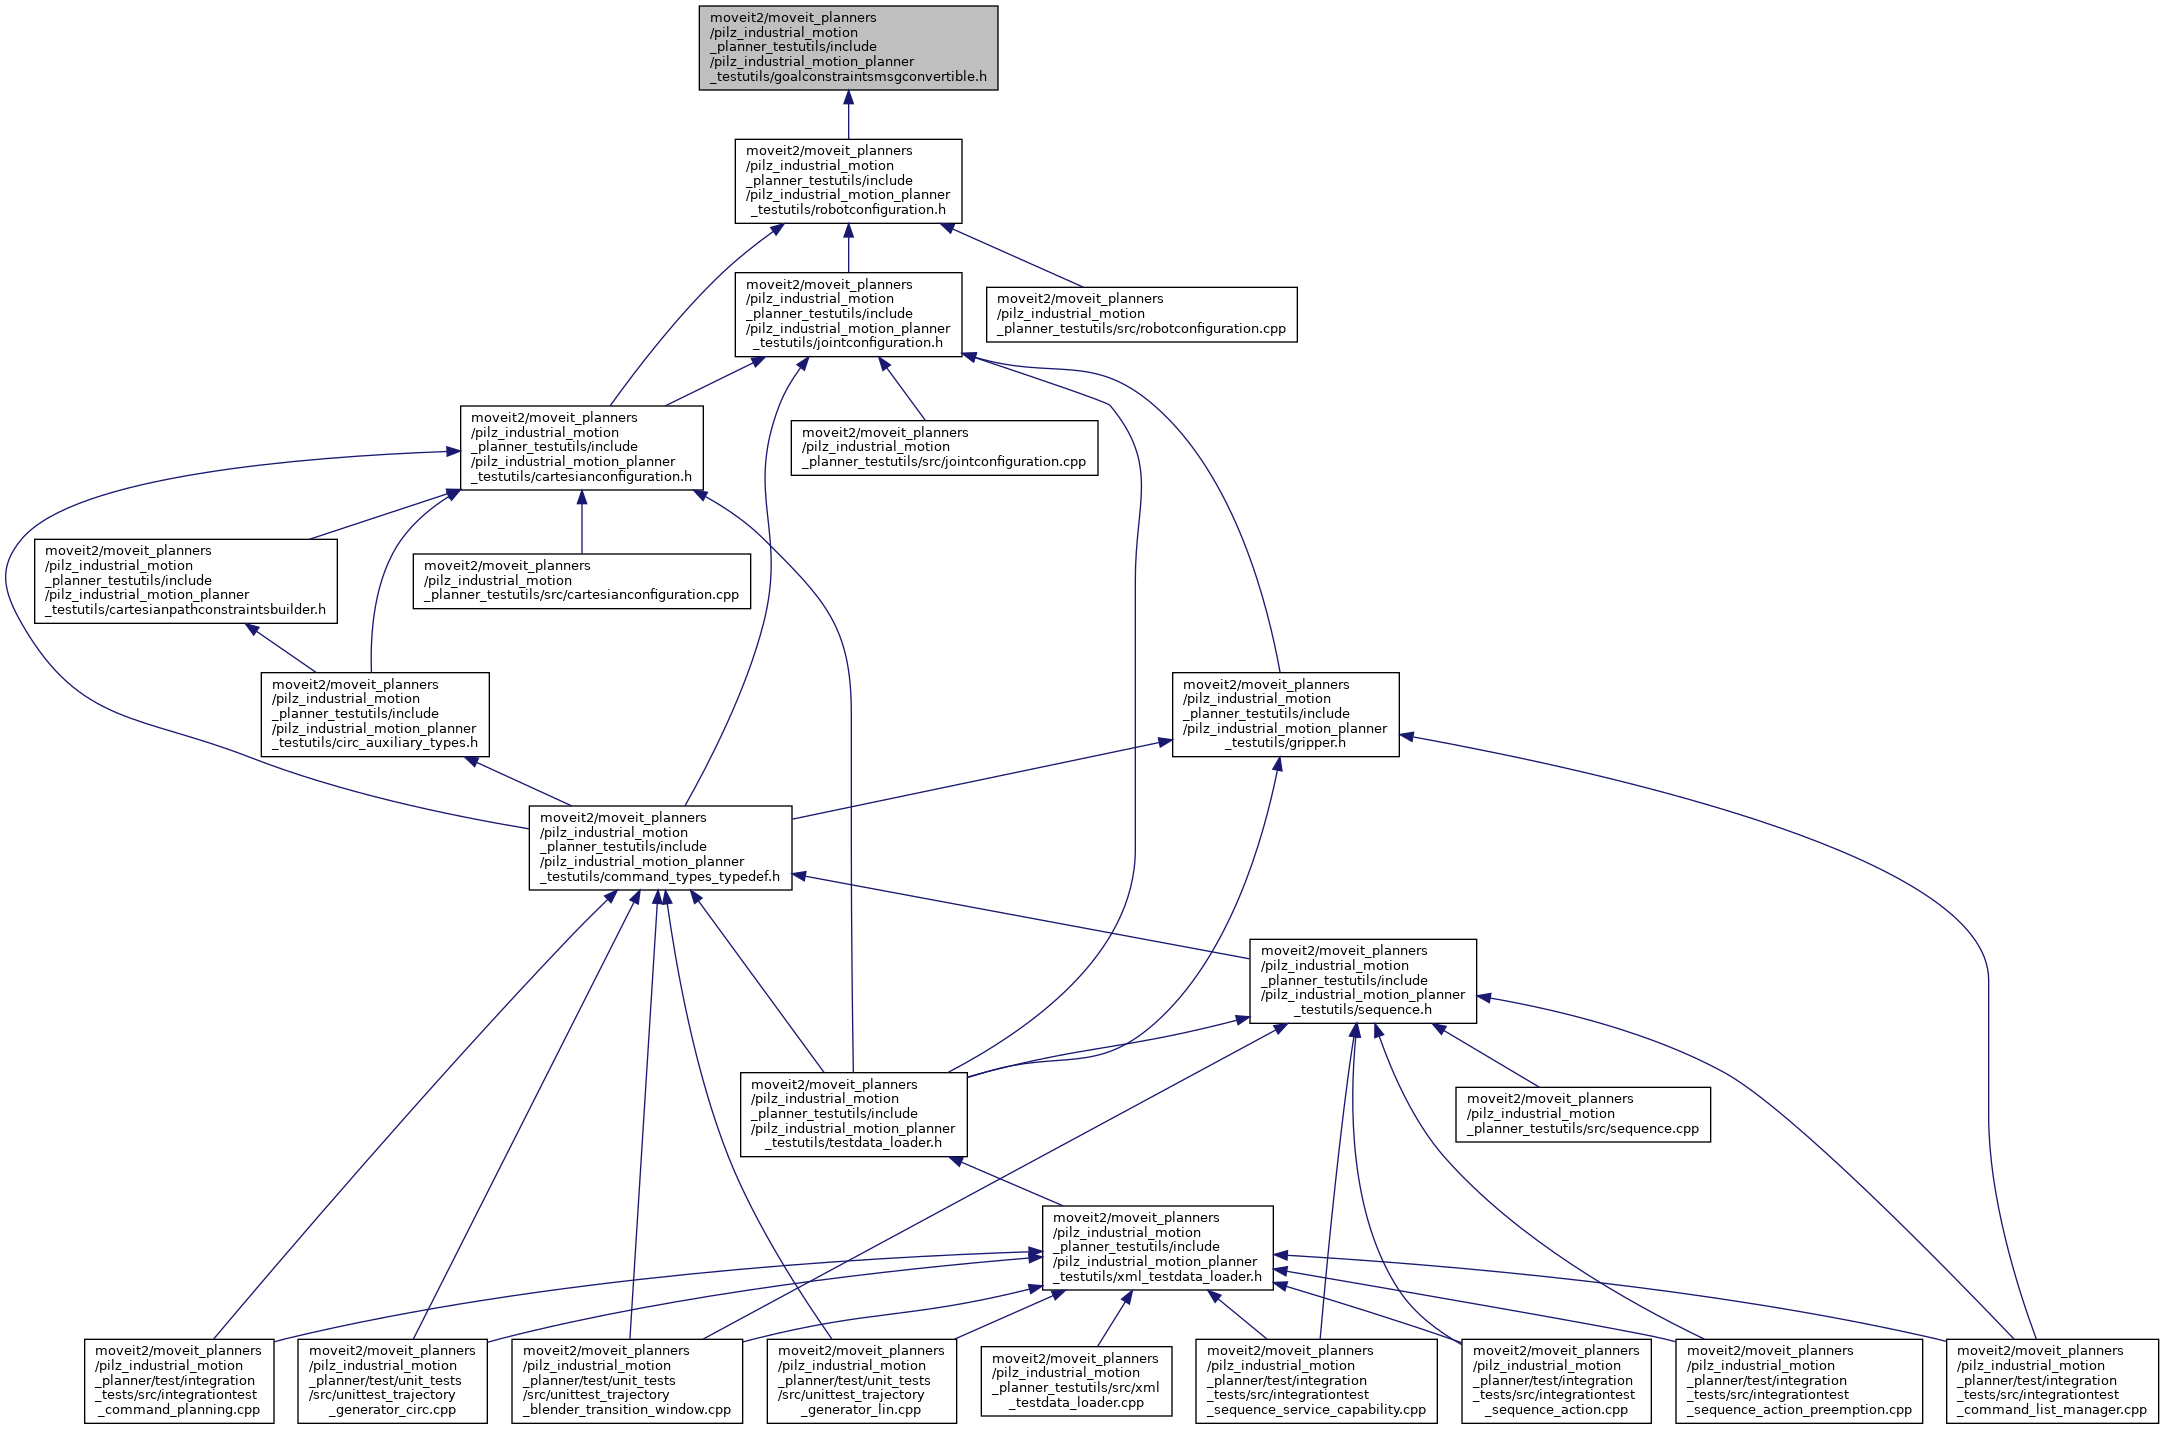 moveit2/moveit_planners
/pilz_industrial_motion
_planner_testutils/include
/pilz_industrial_motion_planner
_testutils/goalconstraintsmsgconvertible.h
moveit2/moveit_planners
/pilz_industrial_motion
_planner_testutils/include
/pilz_industrial_motion_planner
_testutils/robotconfiguration.h
moveit2/moveit_planners
/pilz_industrial_motion
_planner_testutils/include
/pilz_industrial_motion_planner
_testutils/jointconfiguration.h
moveit2/moveit_planners
/pilz_industrial_motion
_planner_testutils/src/robotconfiguration.cpp
moveit2/moveit_planners
/pilz_industrial_motion
_planner_testutils/include
/pilz_industrial_motion_planner
_testutils/cartesianconfiguration.h
moveit2/moveit_planners
/pilz_industrial_motion
_planner_testutils/src/jointconfiguration.cpp
moveit2/moveit_planners
/pilz_industrial_motion
_planner_testutils/include
/pilz_industrial_motion_planner
_testutils/cartesianpathconstraintsbuilder.h
moveit2/moveit_planners
/pilz_industrial_motion
_planner_testutils/src/cartesianconfiguration.cpp
moveit2/moveit_planners
/pilz_industrial_motion
_planner_testutils/include
/pilz_industrial_motion_planner
_testutils/circ_auxiliary_types.h
moveit2/moveit_planners
/pilz_industrial_motion
_planner_testutils/include
/pilz_industrial_motion_planner
_testutils/gripper.h
moveit2/moveit_planners
/pilz_industrial_motion
_planner_testutils/include
/pilz_industrial_motion_planner
_testutils/command_types_typedef.h
moveit2/moveit_planners
/pilz_industrial_motion
_planner_testutils/include
/pilz_industrial_motion_planner
_testutils/sequence.h
moveit2/moveit_planners
/pilz_industrial_motion
_planner_testutils/include
/pilz_industrial_motion_planner
_testutils/testdata_loader.h
moveit2/moveit_planners
/pilz_industrial_motion
_planner_testutils/src/sequence.cpp
moveit2/moveit_planners
/pilz_industrial_motion
_planner_testutils/include
/pilz_industrial_motion_planner
_testutils/xml_testdata_loader.h
moveit2/moveit_planners
/pilz_industrial_motion
_planner/test/integration
_tests/src/integrationtest
_command_planning.cpp
moveit2/moveit_planners
/pilz_industrial_motion
_planner/test/unit_tests
/src/unittest_trajectory
_generator_circ.cpp
moveit2/moveit_planners
/pilz_industrial_motion
_planner/test/unit_tests
/src/unittest_trajectory
_blender_transition_window.cpp
moveit2/moveit_planners
/pilz_industrial_motion
_planner/test/unit_tests
/src/unittest_trajectory
_generator_lin.cpp
moveit2/moveit_planners
/pilz_industrial_motion
_planner_testutils/src/xml
_testdata_loader.cpp
moveit2/moveit_planners
/pilz_industrial_motion
_planner/test/integration
_tests/src/integrationtest
_sequence_service_capability.cpp
moveit2/moveit_planners
/pilz_industrial_motion
_planner/test/integration
_tests/src/integrationtest
_sequence_action.cpp
moveit2/moveit_planners
/pilz_industrial_motion
_planner/test/integration
_tests/src/integrationtest
_sequence_action_preemption.cpp
moveit2/moveit_planners
/pilz_industrial_motion
_planner/test/integration
_tests/src/integrationtest
_command_list_manager.cpp